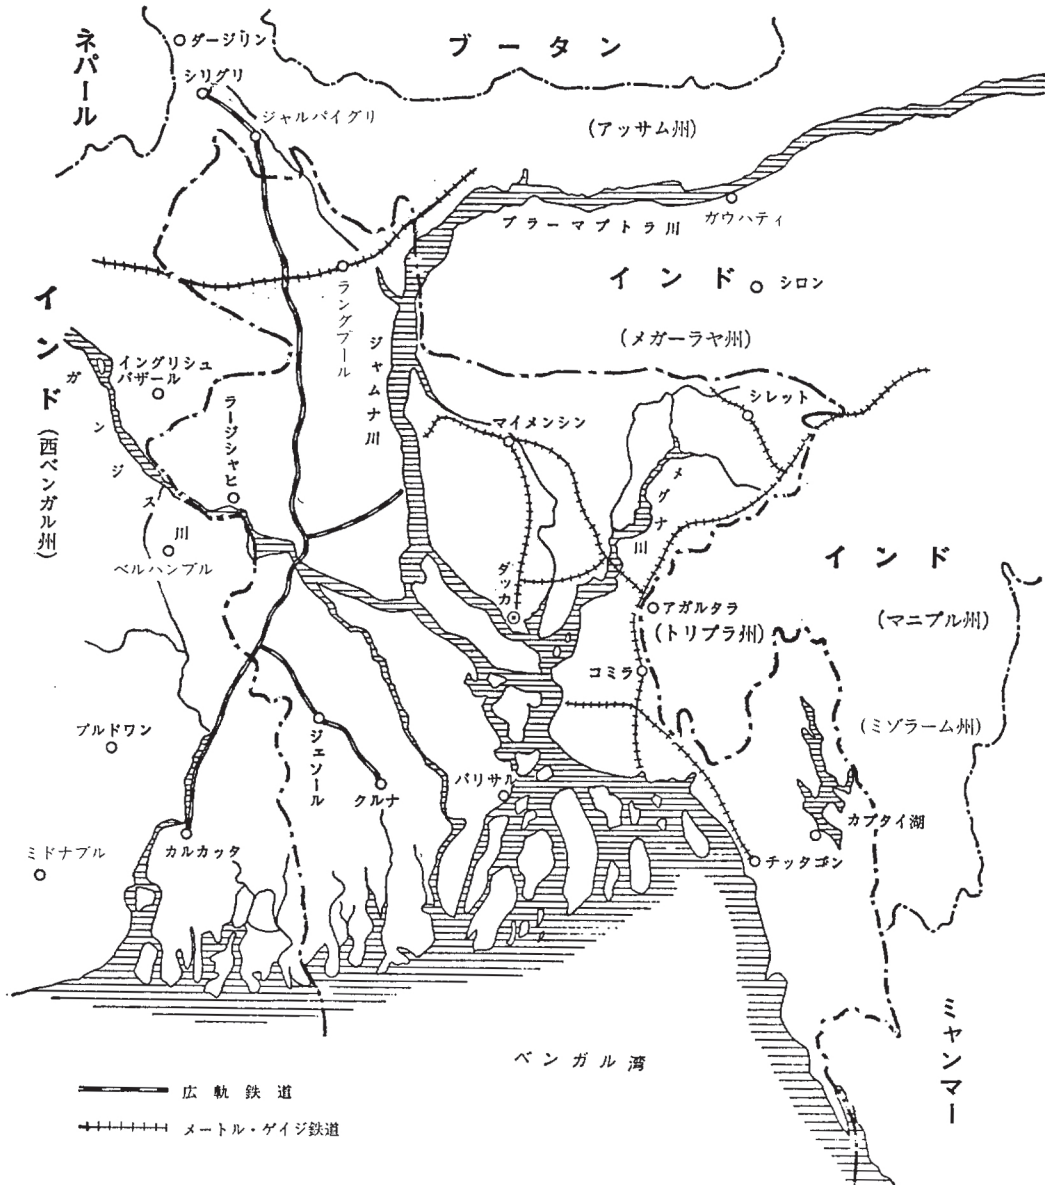 ネパール
ダージリン
ブータン
シリグリ
ジャルパイグリ
(アッサム州)
ブラーマプトラ川
ガウハティ
インド
シロン
(メガーラヤ州)
ラングプール
ジャムナ川
インド
(西ベンガル州)
ガンジス川
イングリシュ
バザール
ラージシャヒ
マイメンシン
シレット
メグナ川
ベルハンプル
ダッカ
インド
アガルタラ
(トリプラ州)
(マニプル州)
コミラ
(ミゾラーム州)
ブルドワン
ジェソール
クルナ
バリサル
カプタイ湖
カルカッタ
ミドナプル
チッタゴン
ミャンマー
ベンガル湾
広軌鉄道
メートル・ゲイジ鉄道